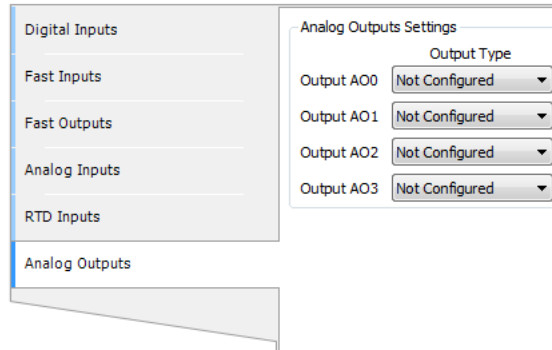 Digital Inputs
Fast Inputs
Fast Outputs
Analog Inputs
RTD Inputs
Analog Outputs
Analog Outputs Settings
Output Type
Output AO0 Not Configured
Output AO1 Not Configured
Output AO2 Not Configured
Output AO3 Not Configured